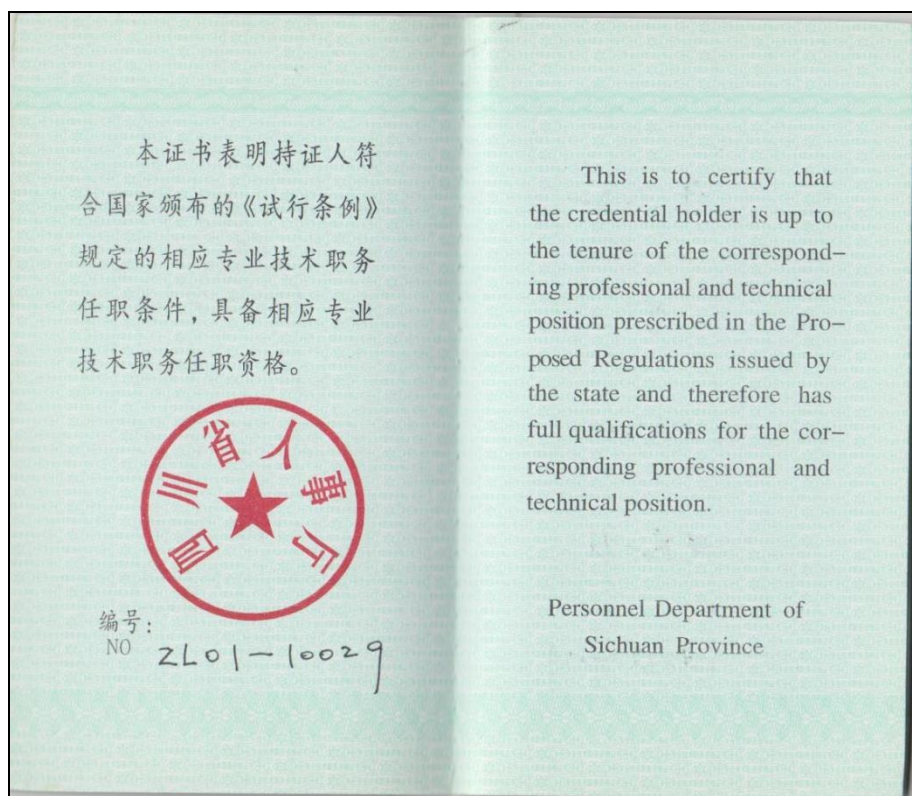 本证书表明持证人符
合国家颁布的《试行条例》
规定的相应专业技术职务
任职条件，具备相应专业
技术职务任职资格。
四川省人事厅
编号：
NO ZL01-10029
This is to certify that
the credential holder is up to
the tenure of the correspond-
ing professional and technical
position prescribed in the Pro-
posed Regulations issued by
the state and therefore has
full qualifications for the cor-
responding professional and
technical position.
Personnel Department of
Sichuan Province